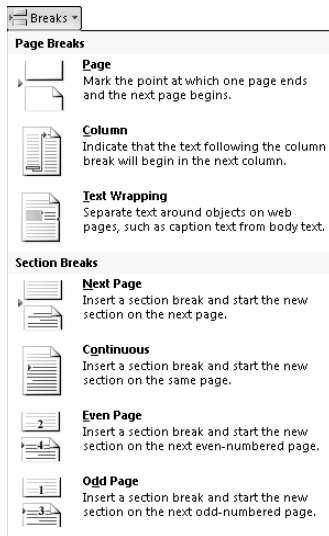 Breaks
Page Breaks
Page
Mark the point at which one page ends
and the next page begins.
Column
Indicate that the text following the column
break will begin in the next column.
Text Wrapping
Separate text around objects on web
pages, such as caption text from body text.
Section Breaks
Next Page
Insert a section break and start the new
section on the next page.
Continuous
Insert a section break and start the new
section on the same page.
2
4
Even Page
Insert a section break and start the new
section on the next even-numbered page.
1
3
Odd Page
Insert a section break and start the new
section on the next odd-numbered page.